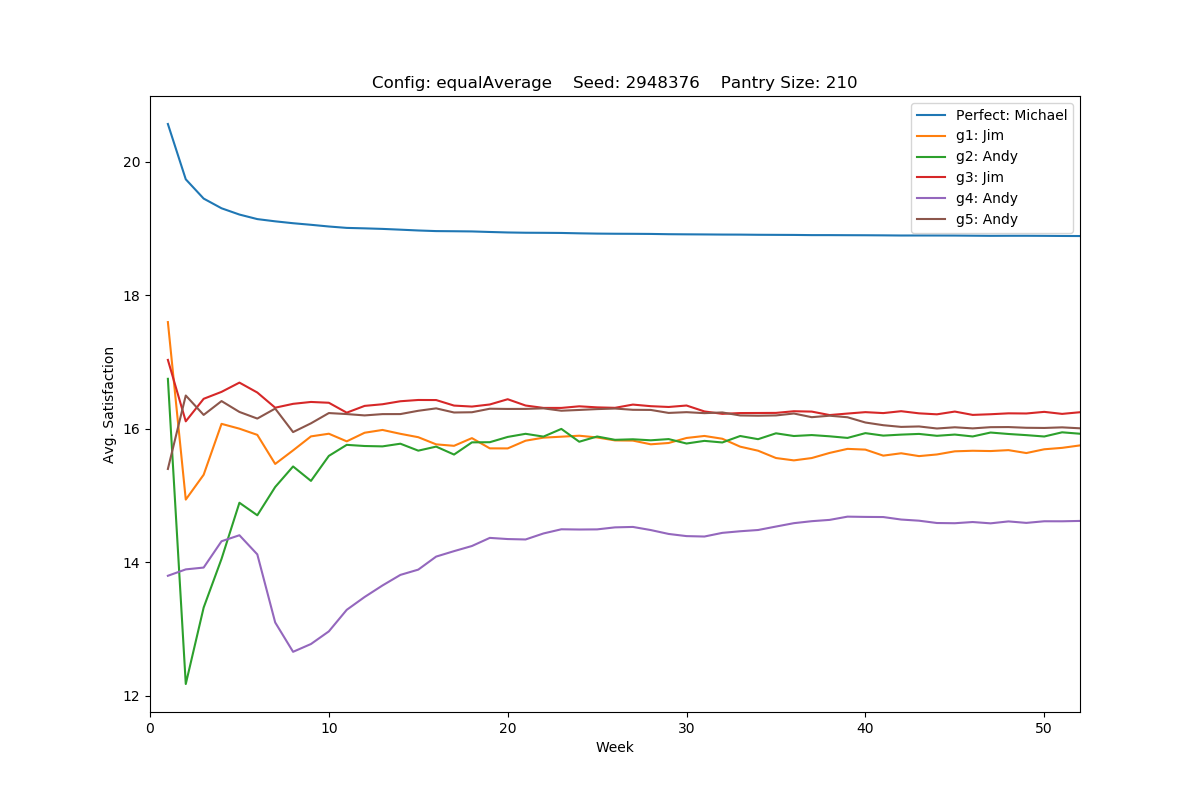 Config: equalAverage    Seed: 2948376    Pantry Size: 210
Perfect: Michael
g1: Jim
g2: Andy
g3: Jim
g4: Andy
g5: Andy
Avg. Satisfaction
20
18
16
14
12
0 10 20 30 40 50
Week